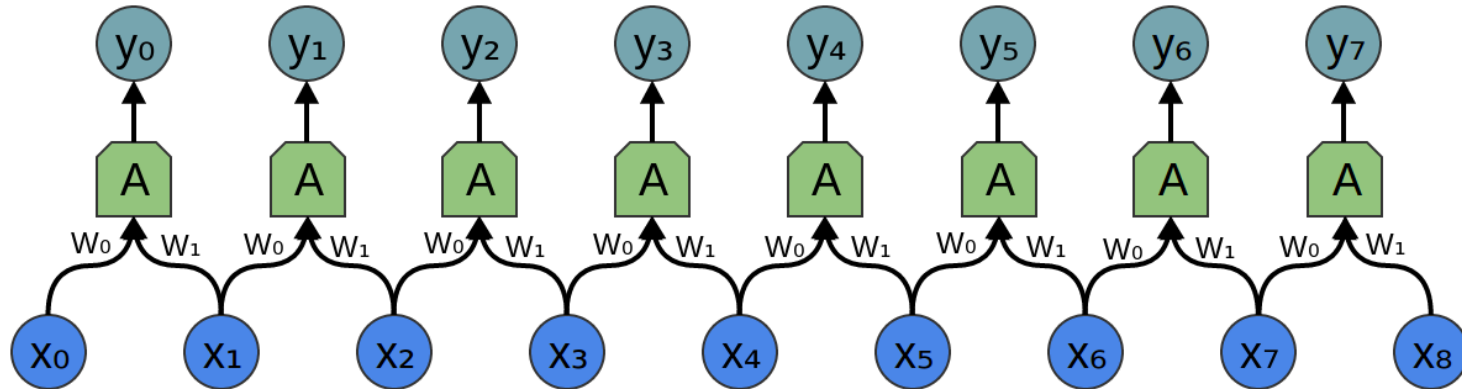 y₀ y₁ y₂ y₃ y₄ y₅ y₆ y₇
A A A A A A A A
W₀ W₁ W₀ W₁ W₀ W₁ W₀ W₁ W₀ W₁ W₀ W₁ W₀ W₁ W₀ W₁
x₀ x₁ x₂ x₃ x₄ x₅ x₆ x₇ x₈